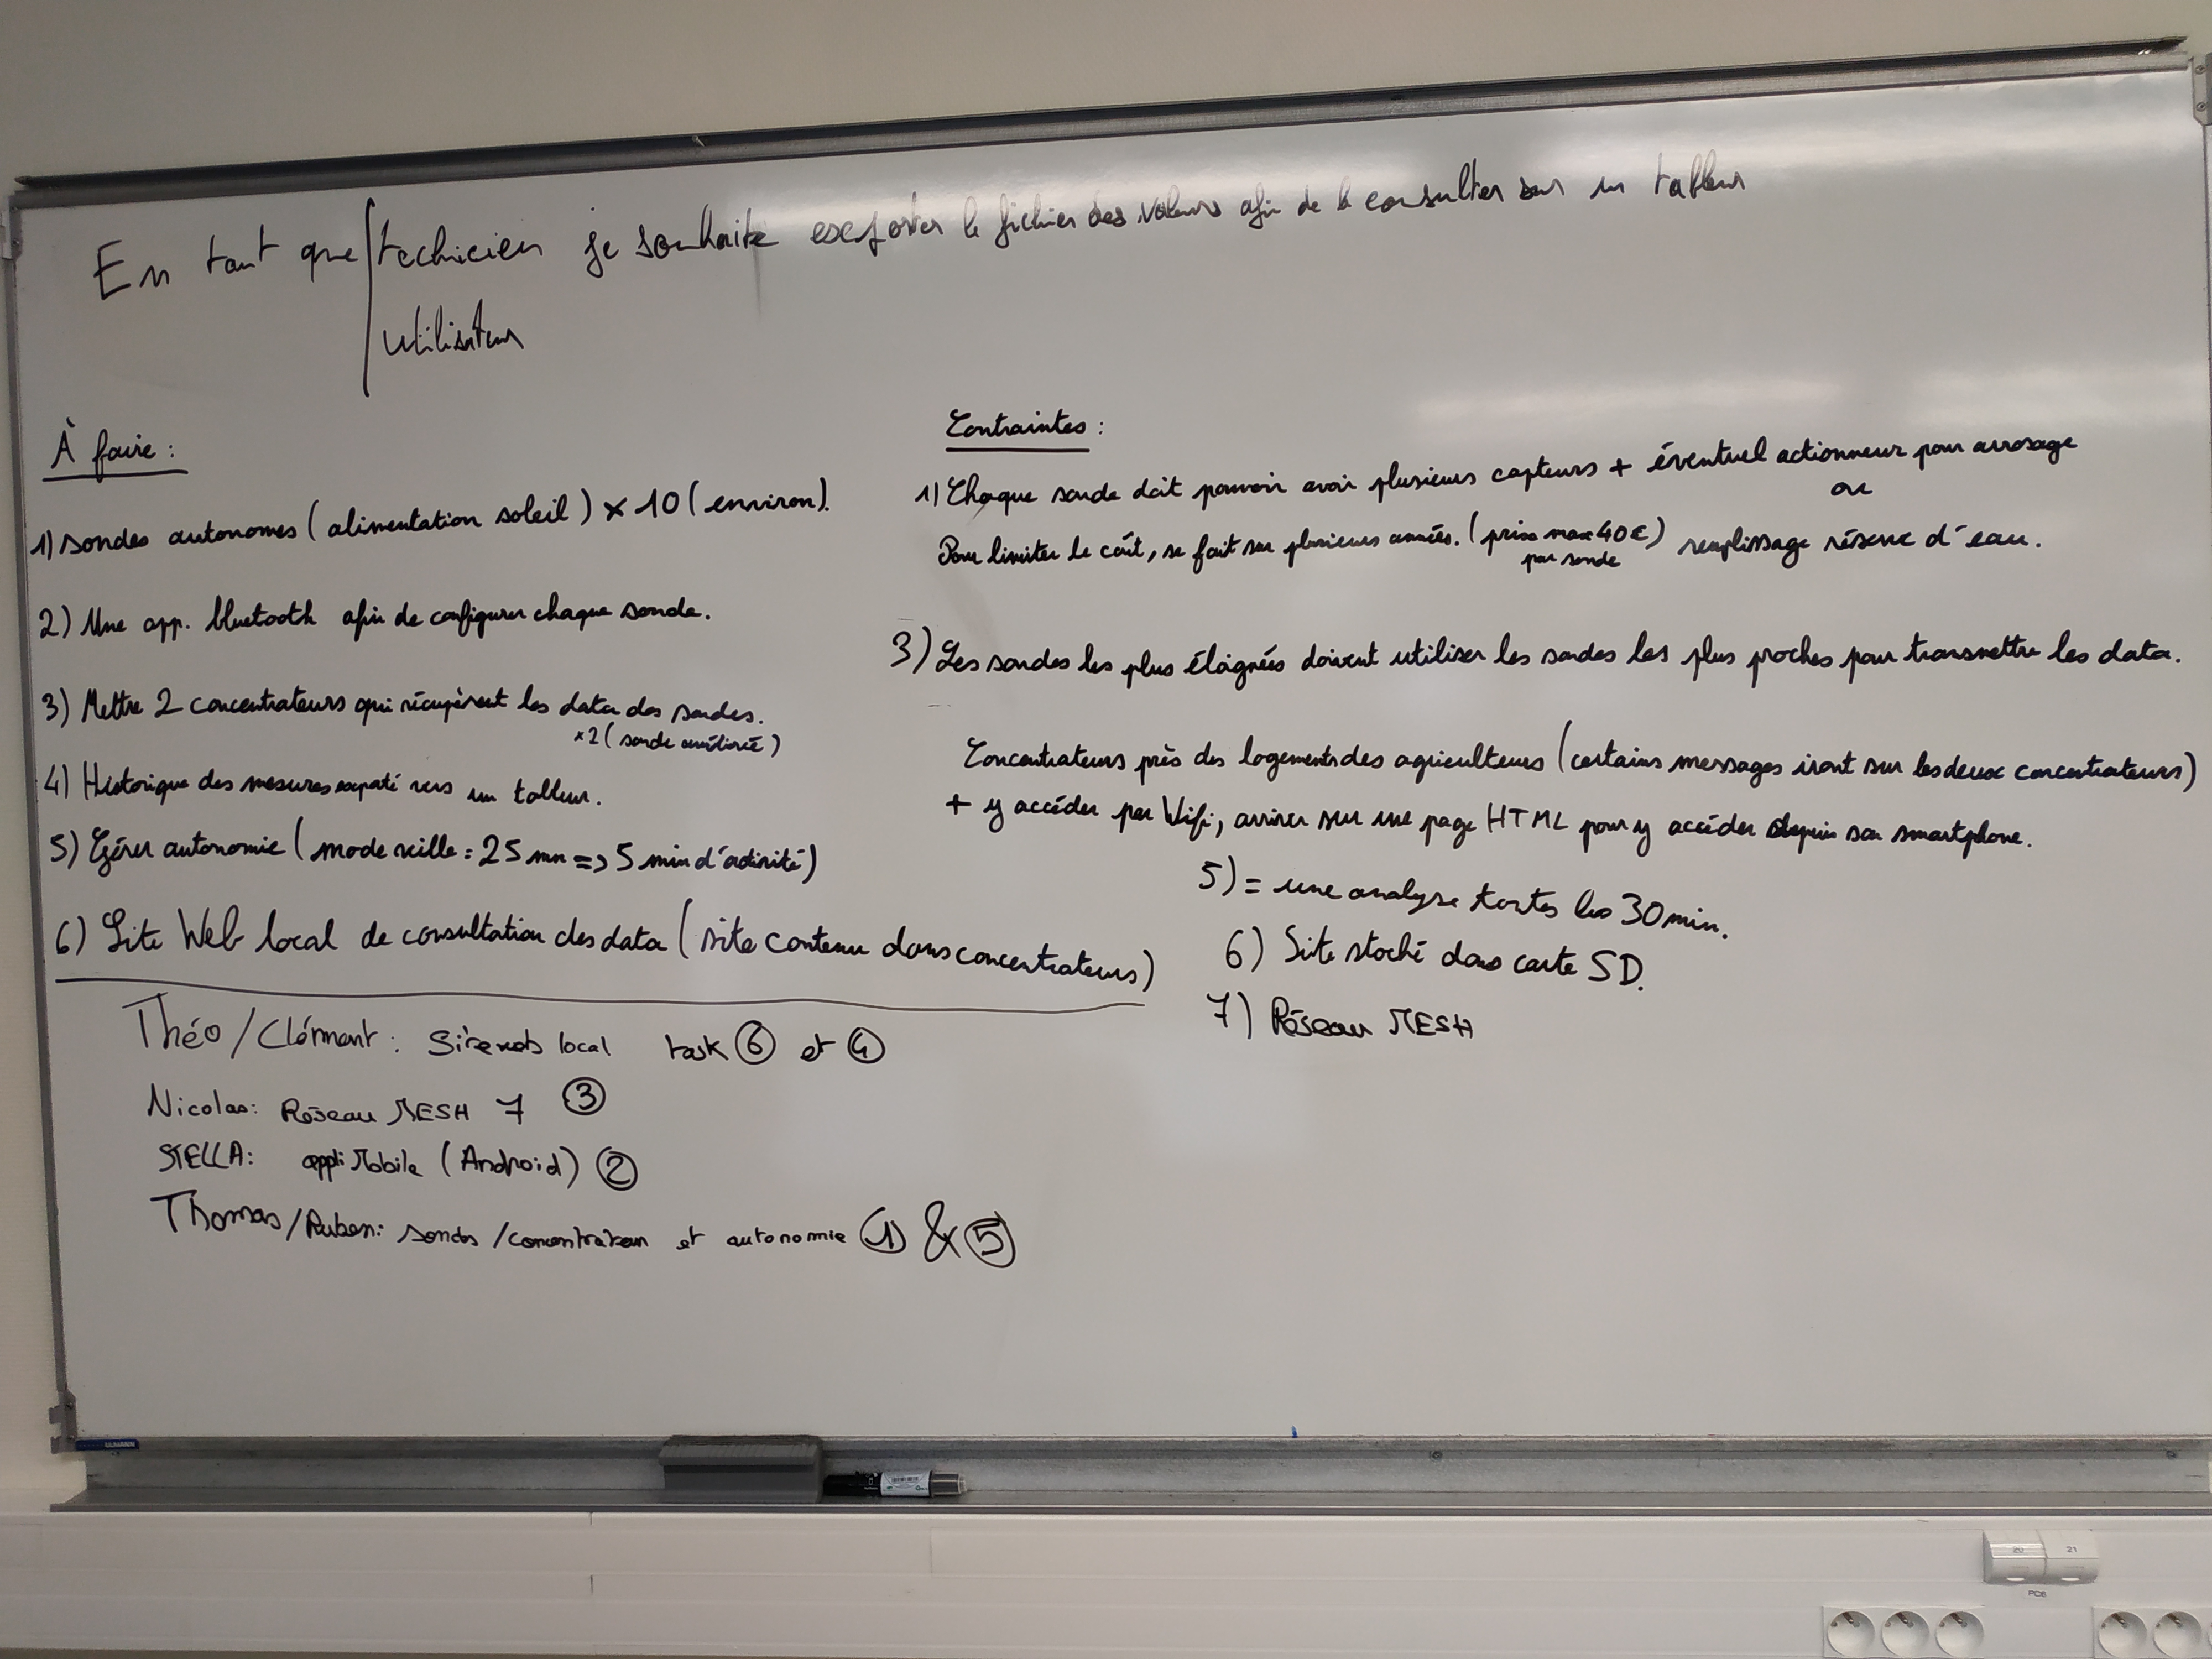 En tant que technicien je souhaite exporter le fichier des valeurs afin de le consulter sur un tableur
utilisateur
À faire :
1) sondes autonomes (alimentation soleil) × 10 (environ).
2) Une app. bluetooth afin de configurer chaque sonde.
3) Mettre 2 concentrateurs qui récupèrent les data des sondes.
×2 (sonde améliorée)
4) Historique des mesures exporté vers un tableur.
5) Gérer autonomie (mode veille = 25 mn => 5 min d'activité)
6) Site Web local de consultation des data (site contenu dans concentrateurs)
Contraintes :
1) Chaque sonde doit pouvoir avoir plusieurs capteurs + éventuel actionneur pour arrosage
ou
Pour limiter le coût, se fait sur plusieurs années. (prix max 40€) remplissage réserve d'eau.
par sonde
3) Les sondes les plus éloignées doivent utiliser les sondes les plus proches pour transmettre les data.
Concentrateurs près des logements des agriculteurs (certains messages iront sur les deux concentrateurs)
+ y accéder par Wifi, arriver sur une page HTML pour y accéder depuis son smartphone.
5) = une analyse toutes les 30 min.
6) Site stocké dans carte SD.
7) Réseau MESH
Théo/Clément : Site web local task 6 et 4
Nicolas: Réseau MESH 7 3
STELLA: appli Mobile (Android) 2
Thomas/Ruben: sondes /concentrateur et autonomie 1 & 5
20 21
PC6